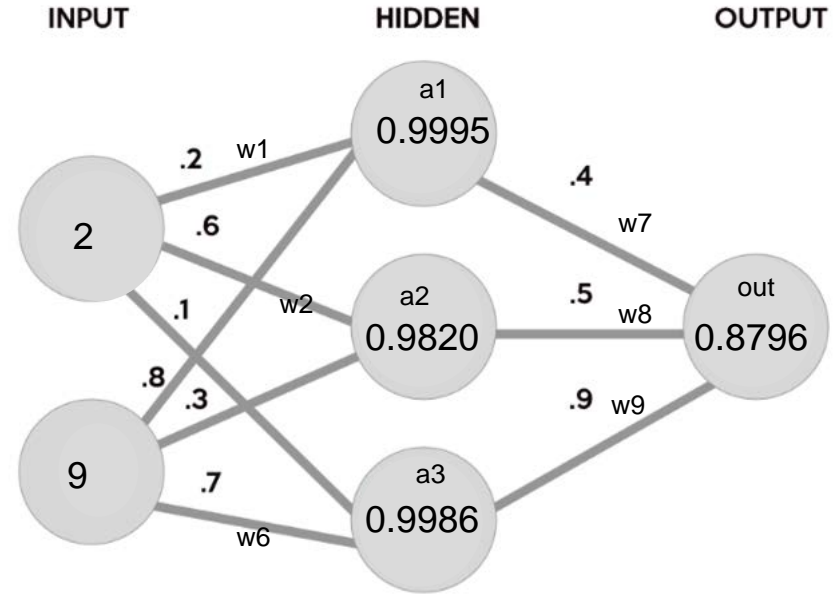 INPUT
HIDDEN
OUTPUT
a1
0.9995
.2
w1
.4
2
.6
w7
w2
a2
0.9820
.1
.5
w8
out
0.8796
.8
.3
.9
w9
9
.7
w6
a3
0.9986